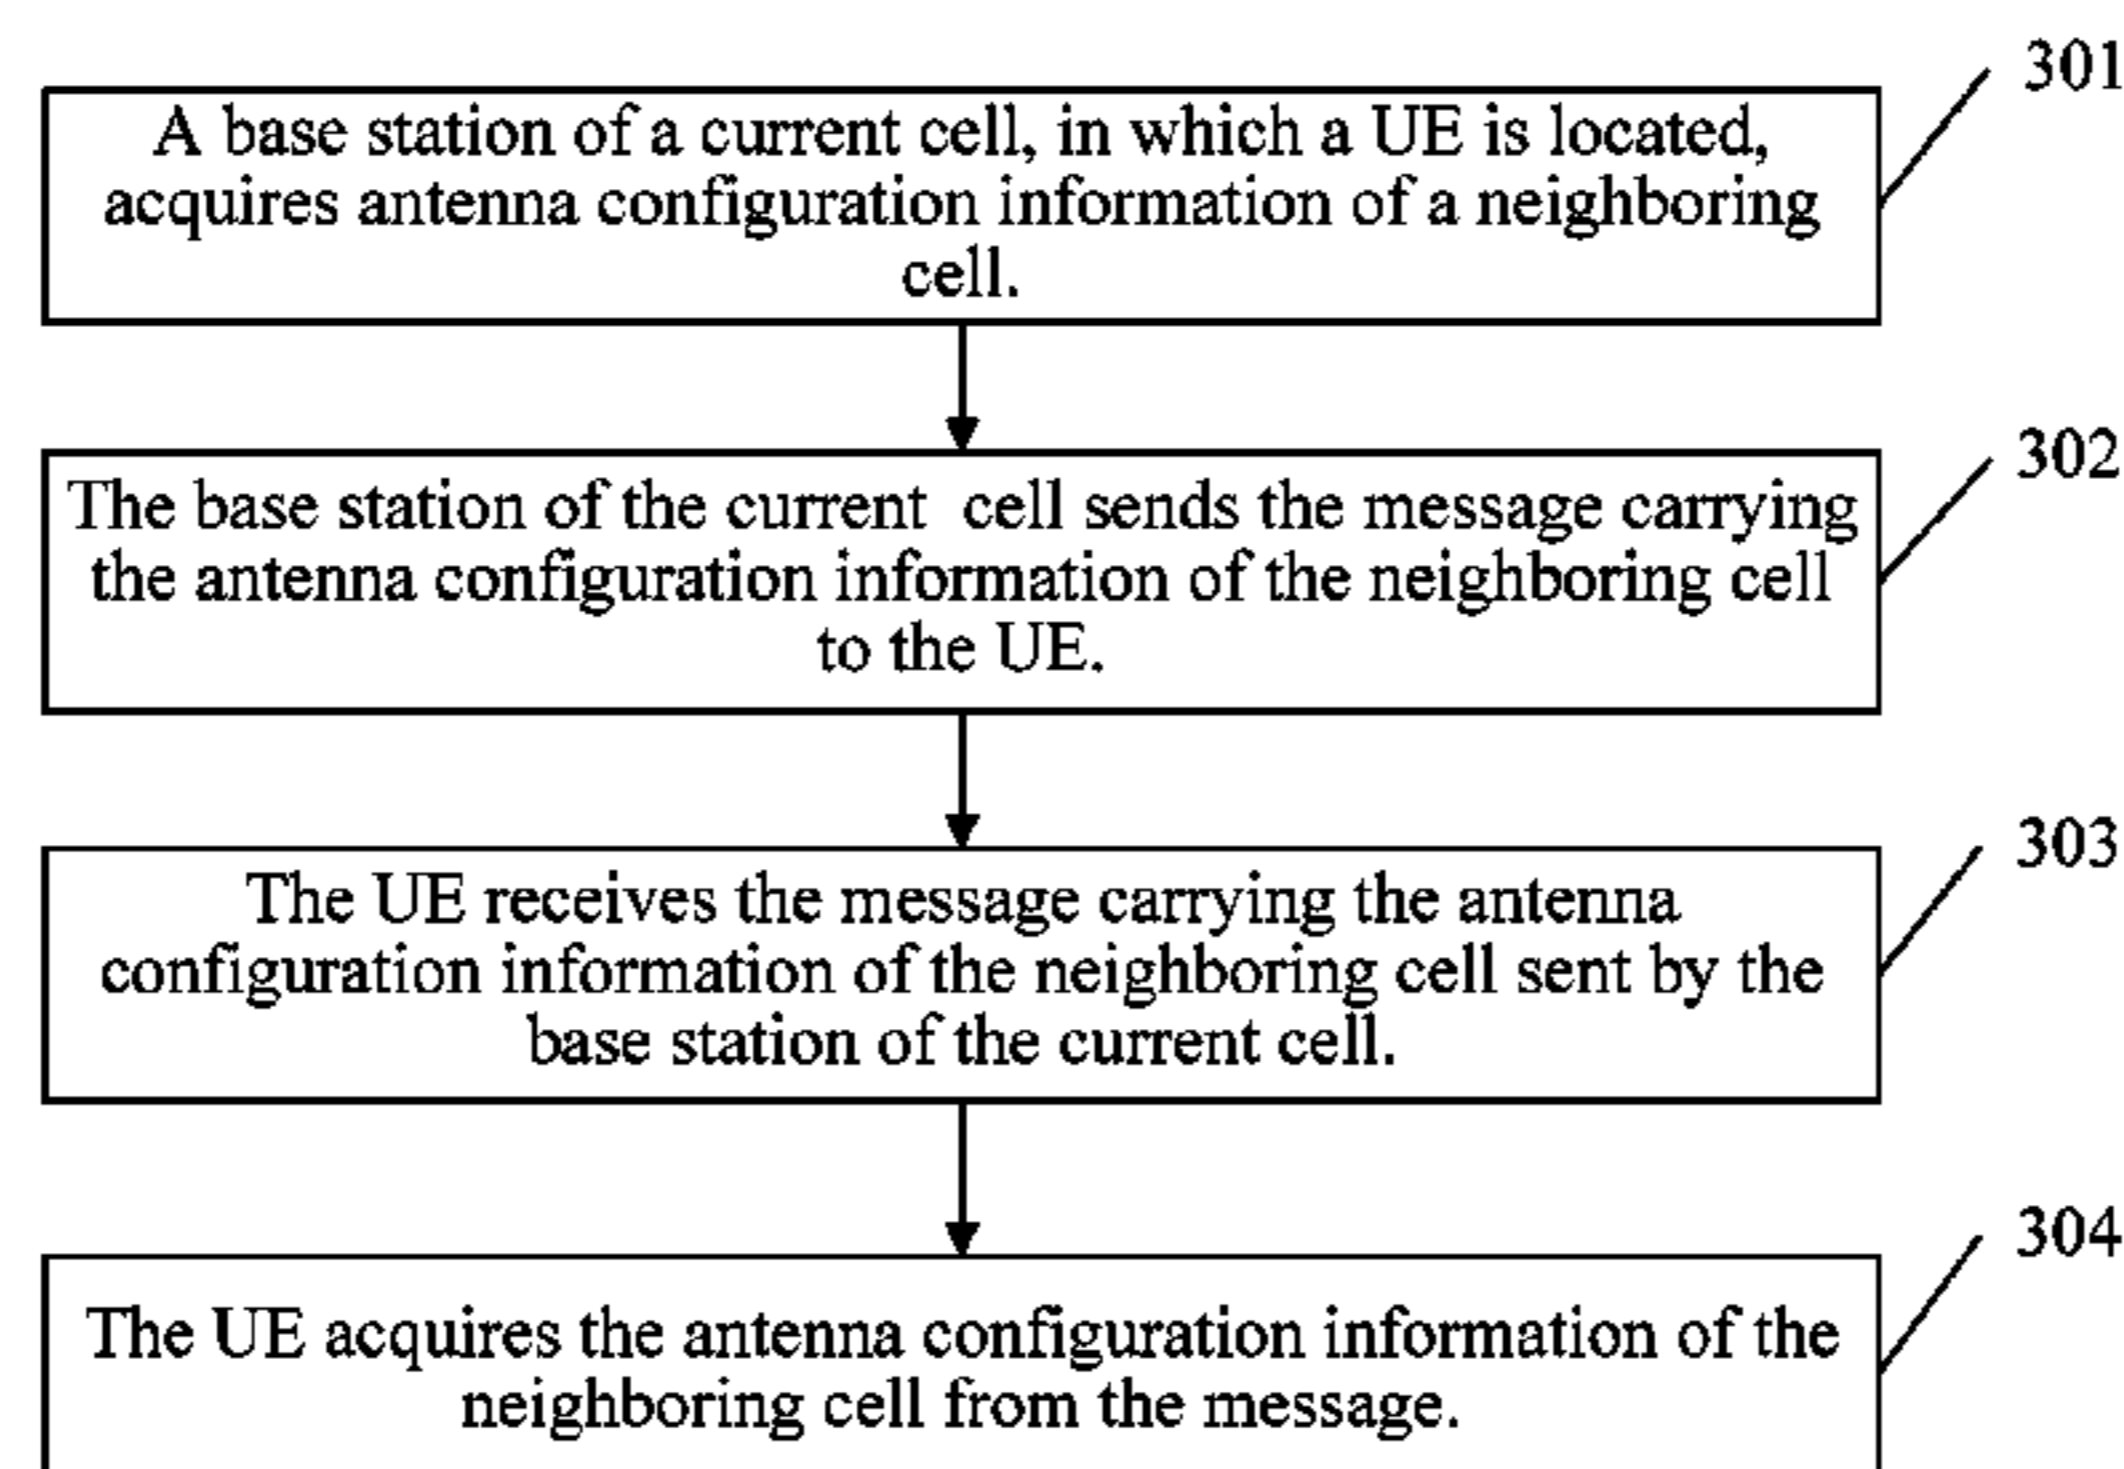 301
A base station of a current cell, in which a UE is located,
acquires antenna configuration information of a neighboring
cell.
302
The base station of the current cell sends the message carrying
the antenna configuration information of the neighboring cell
to the UE.
303
The UE receives the message carrying the antenna
configuration information of the neighboring cell sent by the
base station of the current cell.
304
The UE acquires the antenna configuration information of the
neighboring cell from the message.